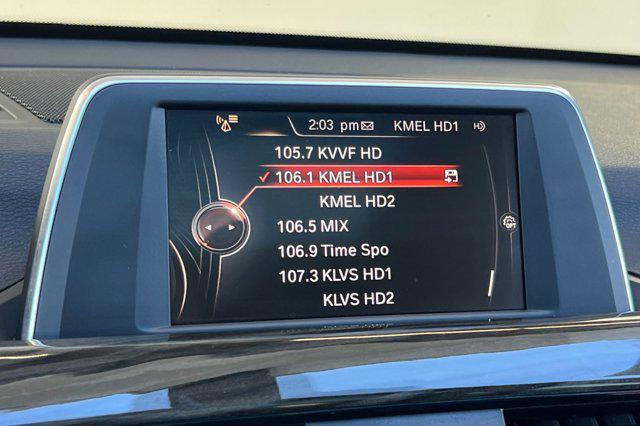 2:03 pm KMEL HD1 HD
105.7 KVVF HD
106.1 KMEL HD1
KMEL HD2
106.5 MIX
106.9 Time Spo
OPT
107.3 KLVS HD1
KLVS HD2